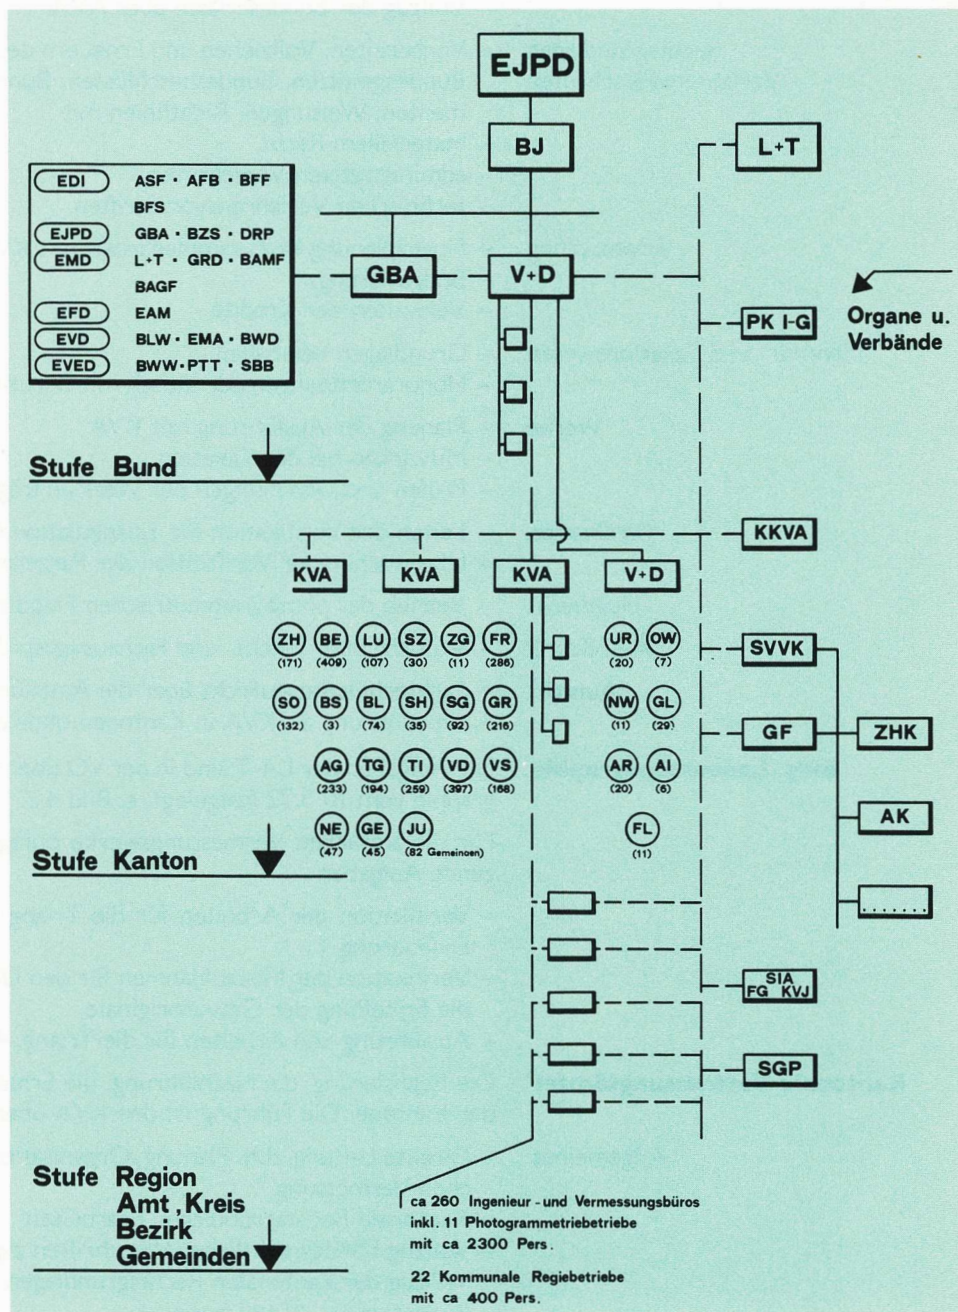 EJPD
BJ
L+T
EDI ASF · AFB · BFF
BFS
EJPD GBA · BZS · DRP
EMD L+T · GRD · BAMF
BAGF
EFD EAM
EVD BLW · EMA · BWD
EVED BWW · PTT · SBB
GBA
V+D
PK I-G
Organe u.
Verbände
Stufe Bund
KKVA
KVA KVA KVA V+D
ZH BE LU SZ ZG FR UR OW
(171) (409) (107) (30) (11) (286) (20) (7)
SVVK
SO BS BL SH SG GR NW GL
(132) (3) (74) (35) (92) (216) (11) (29)
GF ZHK
AG TG TI VD VS AR AI
(233) (194) (259) (397) (168) (20) (6)
AK
NE GE JU FL
(47) (45) (82 Gemeinoen) (11)
Stufe Kanton
.......
SIA
FG KVJ
SGP
Stufe Region
Amt , Kreis
Bezirk
Gemeinden
ca 260 Ingenieur - und Vermessungsbüros
inkl. 11 Photogrammetriebetriebe
mit ca 2300 Pers.
22 Kommunale Regiebetriebe
mit ca 400 Pers.